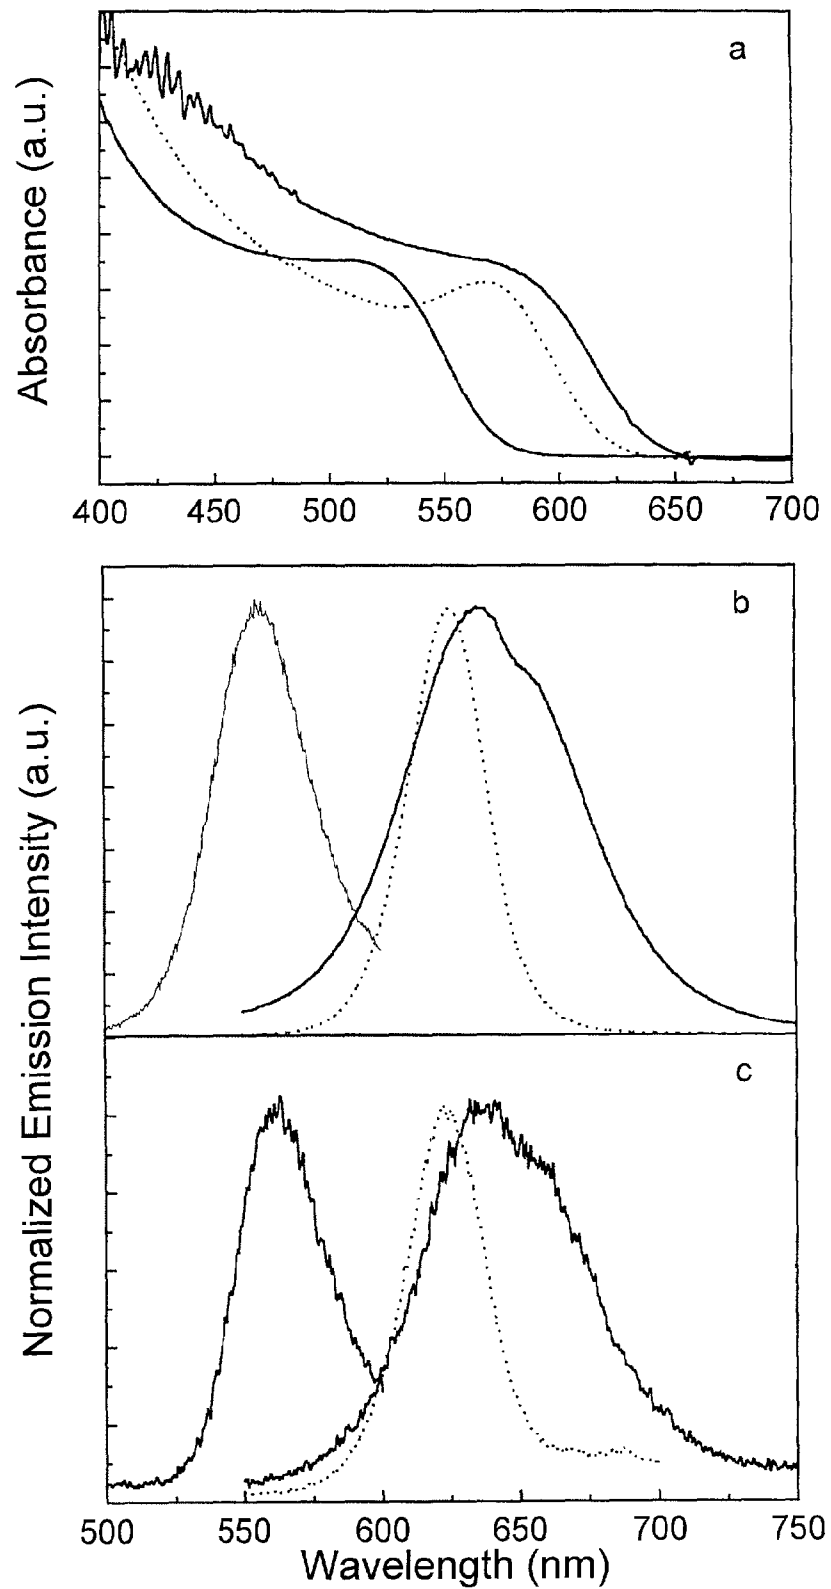 a
Absorbance (a.u.)
400 450 500 550 600 650 700
b
Normalized Emission Intensity (a.u.)
c
500 550 600 650 700 750
Wavelength (nm)